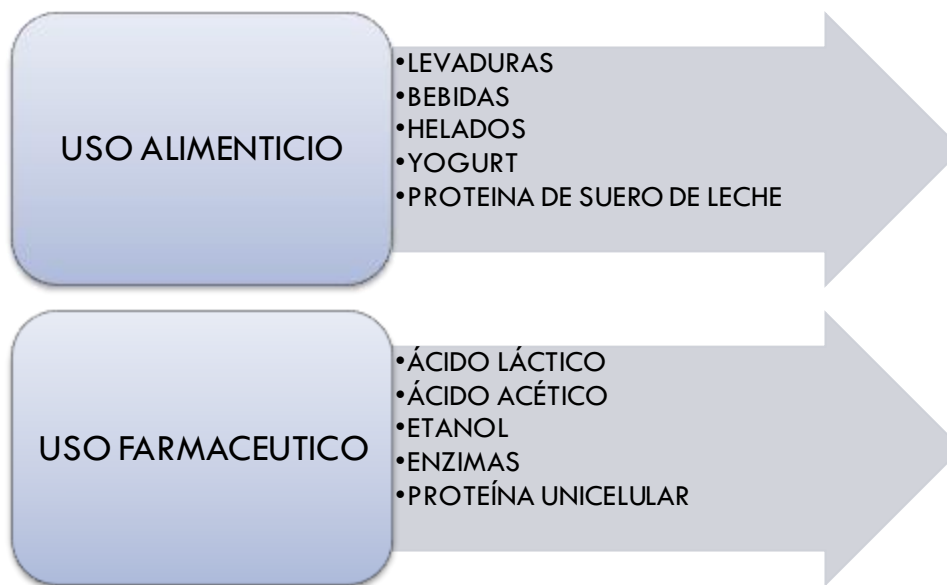 USO ALIMENTICIO
•LEVADURAS
•BEBIDAS
•HELADOS
•YOGURT
•PROTEINA DE SUERO DE LECHE
USO FARMACEUTICO
•ÁCIDO LÁCTICO
•ÁCIDO ACÉTICO
•ETANOL
•ENZIMAS
•PROTEÍNA UNICELULAR